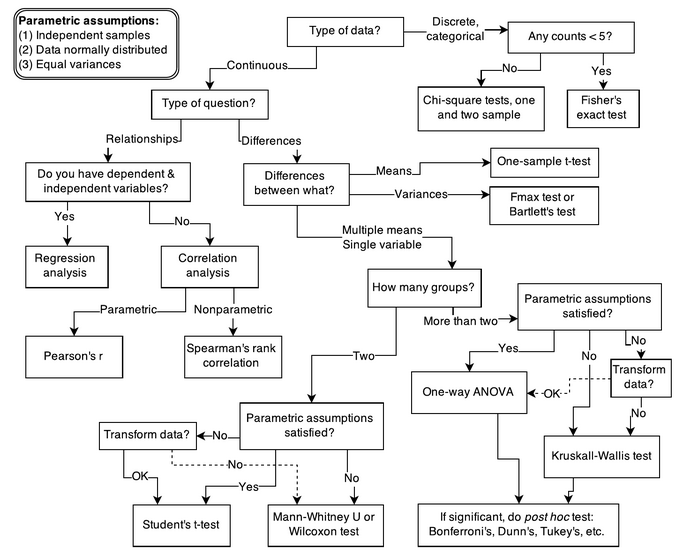 Parametric assumptions:
(1) Independent samples
(2) Data normally distributed
(3) Equal variances
Type of data?
Discrete,
categorical
Any counts < 5?
Continuous
No
Yes
Type of question?
Chi-square tests, one
and two sample
Fisher's
exact test
Relationships
Differences
Do you have dependent &
independent variables?
Differences
between what?
Means
One-sample t-test
Variances
Fmax test or
Bartlett's test
Yes
No
Multiple means
Single variable
Regression
analysis
Correlation
analysis
How many groups?
Parametric
Nonparametric
More than two
Parametric assumptions
satisfied?
Pearson's r
Spearman's rank
correlation
Two
Yes
No
No
Transform
data?
One-way ANOVA
OK
No
Parametric assumptions
satisfied?
Transform data?
No
Kruskall-Wallis test
OK
No
Yes
No
Student's t-test
Mann-Whitney U or
Wilcoxon test
If significant, do post hoc test:
Bonferroni's, Dunn's, Tukey's, etc.